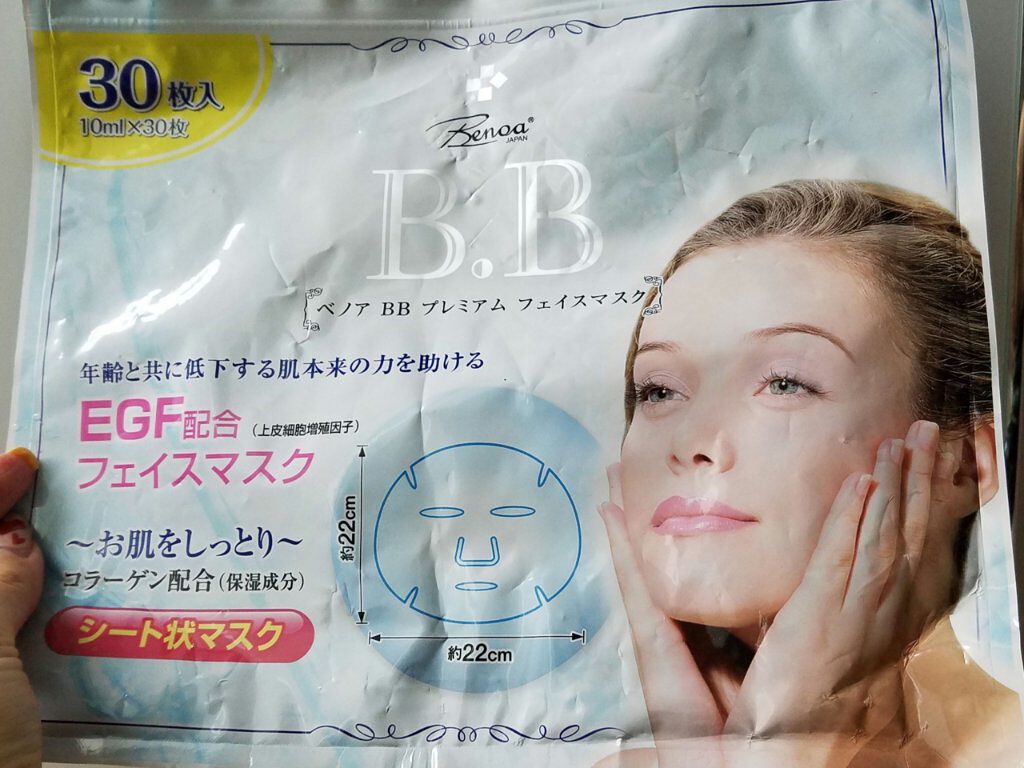 30枚入
10ml×30枚
Benoa®
JAPAN
B.B
ベノア BB プレミアム フェイスマスク
年齢と共に低下する肌本来の力を助ける
EGF配合(上皮細胞増殖因子)
フェイスマスク
~お肌をしっとり~
コラーゲン配合(保湿成分)
シート状マスク
約22cm
約22cm